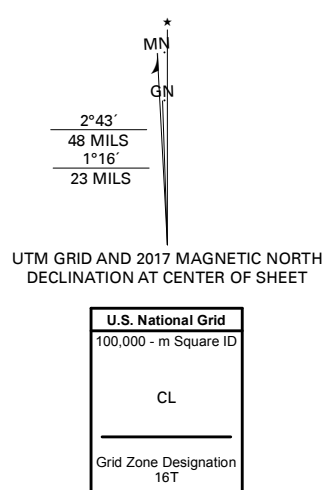 MN
GN
2°43´
48 MILS
1°16´
23 MILS
UTM GRID AND 2017 MAGNETIC NORTH
DECLINATION AT CENTER OF SHEET
U.S. National Grid
100,000 - m Square ID
CL
Grid Zone Designation
16T